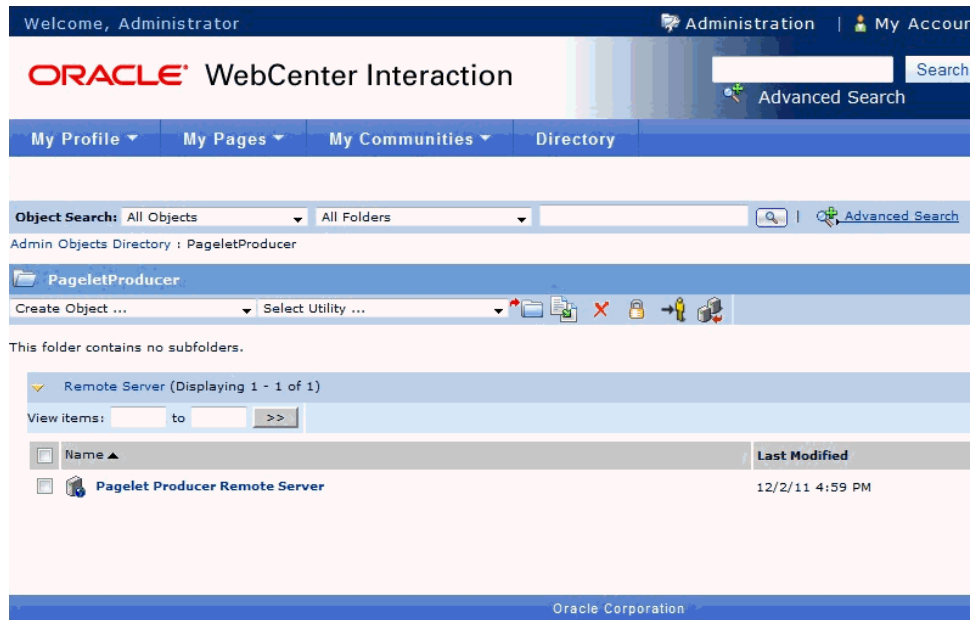 Welcome, Administrator Administration | My Accoun
ORACLE® WebCenter Interaction Search
Advanced Search
My Profile My Pages My Communities Directory
Object Search: All Objects All Folders | Advanced Search
Admin Objects Directory : PageletProducer
PageletProducer
Create Object ... Select Utility ...
This folder contains no subfolders.
Remote Server (Displaying 1 - 1 of 1)
View items: to >>
Name Last Modified
Pagelet Producer Remote Server 12/2/11 4:59 PM
Oracle Corporation